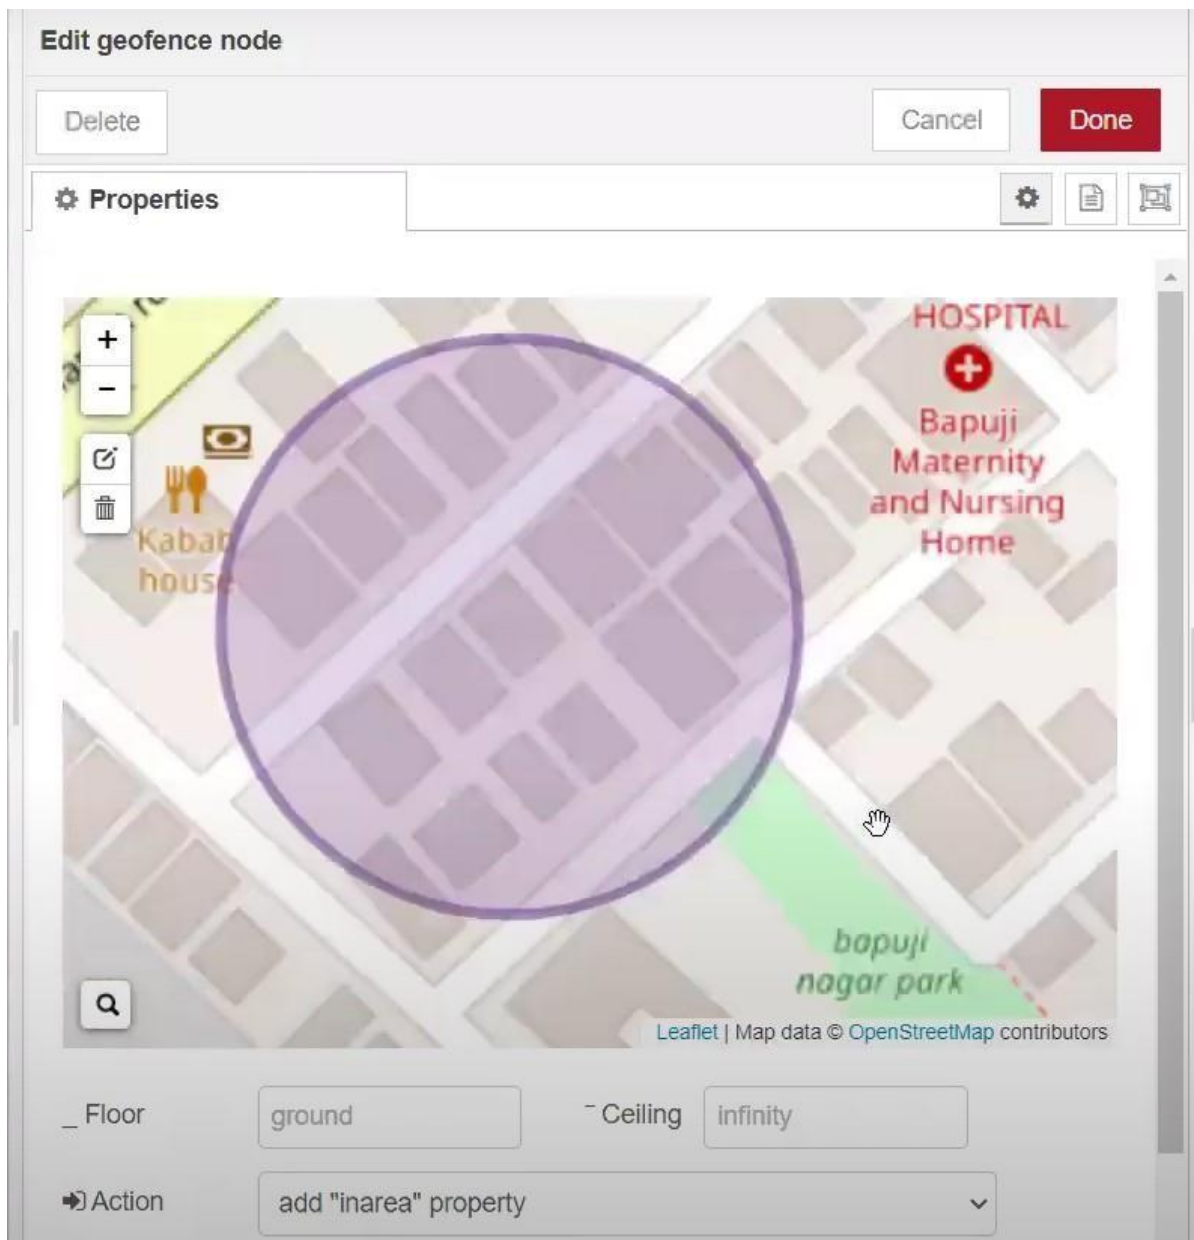 Edit geofence node
Delete
Cancel
Done
Properties
+
−
HOSPITAL
Bapuji
Maternity
and Nursing
Home
Kabab
house
bapuji
nagar park
Leaflet | Map data © OpenStreetMap contributors
_ Floor
ground
‾ Ceiling
infinity
Action
add "inarea" property